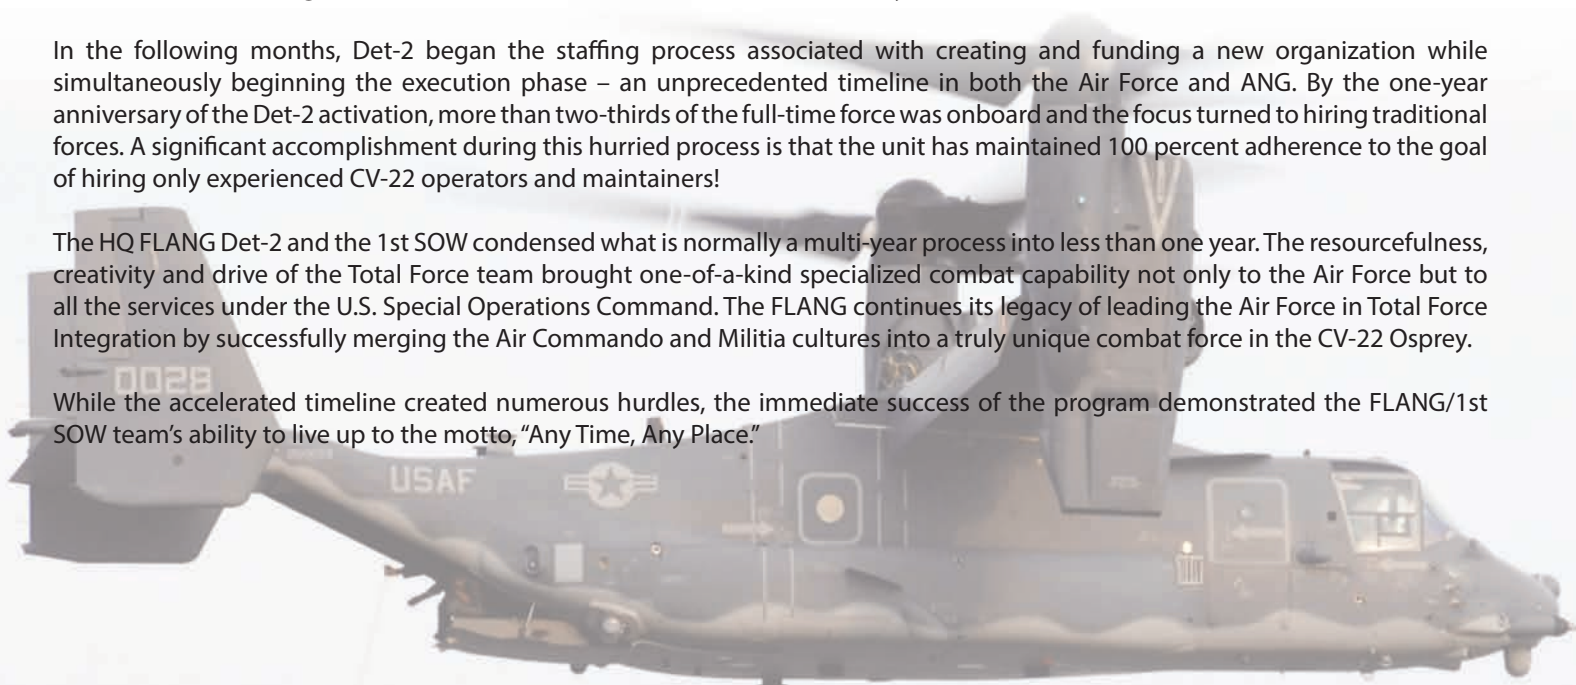 In the following months, Det-2 began the staffing process associated with creating and funding a new organization while
simultaneously beginning the execution phase – an unprecedented timeline in both the Air Force and ANG. By the one-year
anniversary of the Det-2 activation, more than two-thirds of the full-time force was onboard and the focus turned to hiring traditional
forces. A significant accomplishment during this hurried process is that the unit has maintained 100 percent adherence to the goal
of hiring only experienced CV-22 operators and maintainers!
The HQ FLANG Det-2 and the 1st SOW condensed what is normally a multi-year process into less than one year. The resourcefulness,
creativity and drive of the Total Force team brought one-of-a-kind specialized combat capability not only to the Air Force but to
all the services under the U.S. Special Operations Command. The FLANG continues its legacy of leading the Air Force in Total Force
Integration by successfully merging the Air Commando and Militia cultures into a truly unique combat force in the CV-22 Osprey.
0028
While the accelerated timeline created numerous hurdles, the immediate success of the program demonstrated the FLANG/1st
SOW team's ability to live up to the motto, “Any Time, Any Place.”
USAF